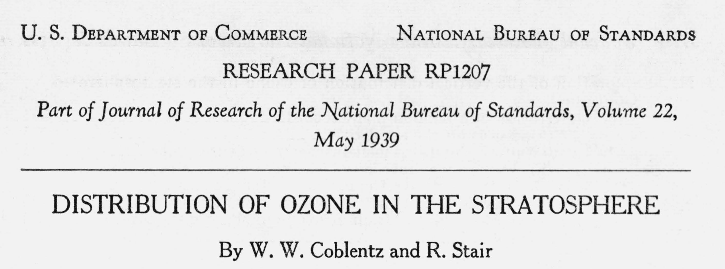 U. S. DEPARTMENT OF COMMERCE NATIONAL BUREAU OF STANDARDS
RESEARCH PAPER RP1207
Part of Journal of Research of the National Bureau of Standards, Volume 22,
May 1939
DISTRIBUTION OF OZONE IN THE STRATOSPHERE
By W. W. Coblentz and R. Stair